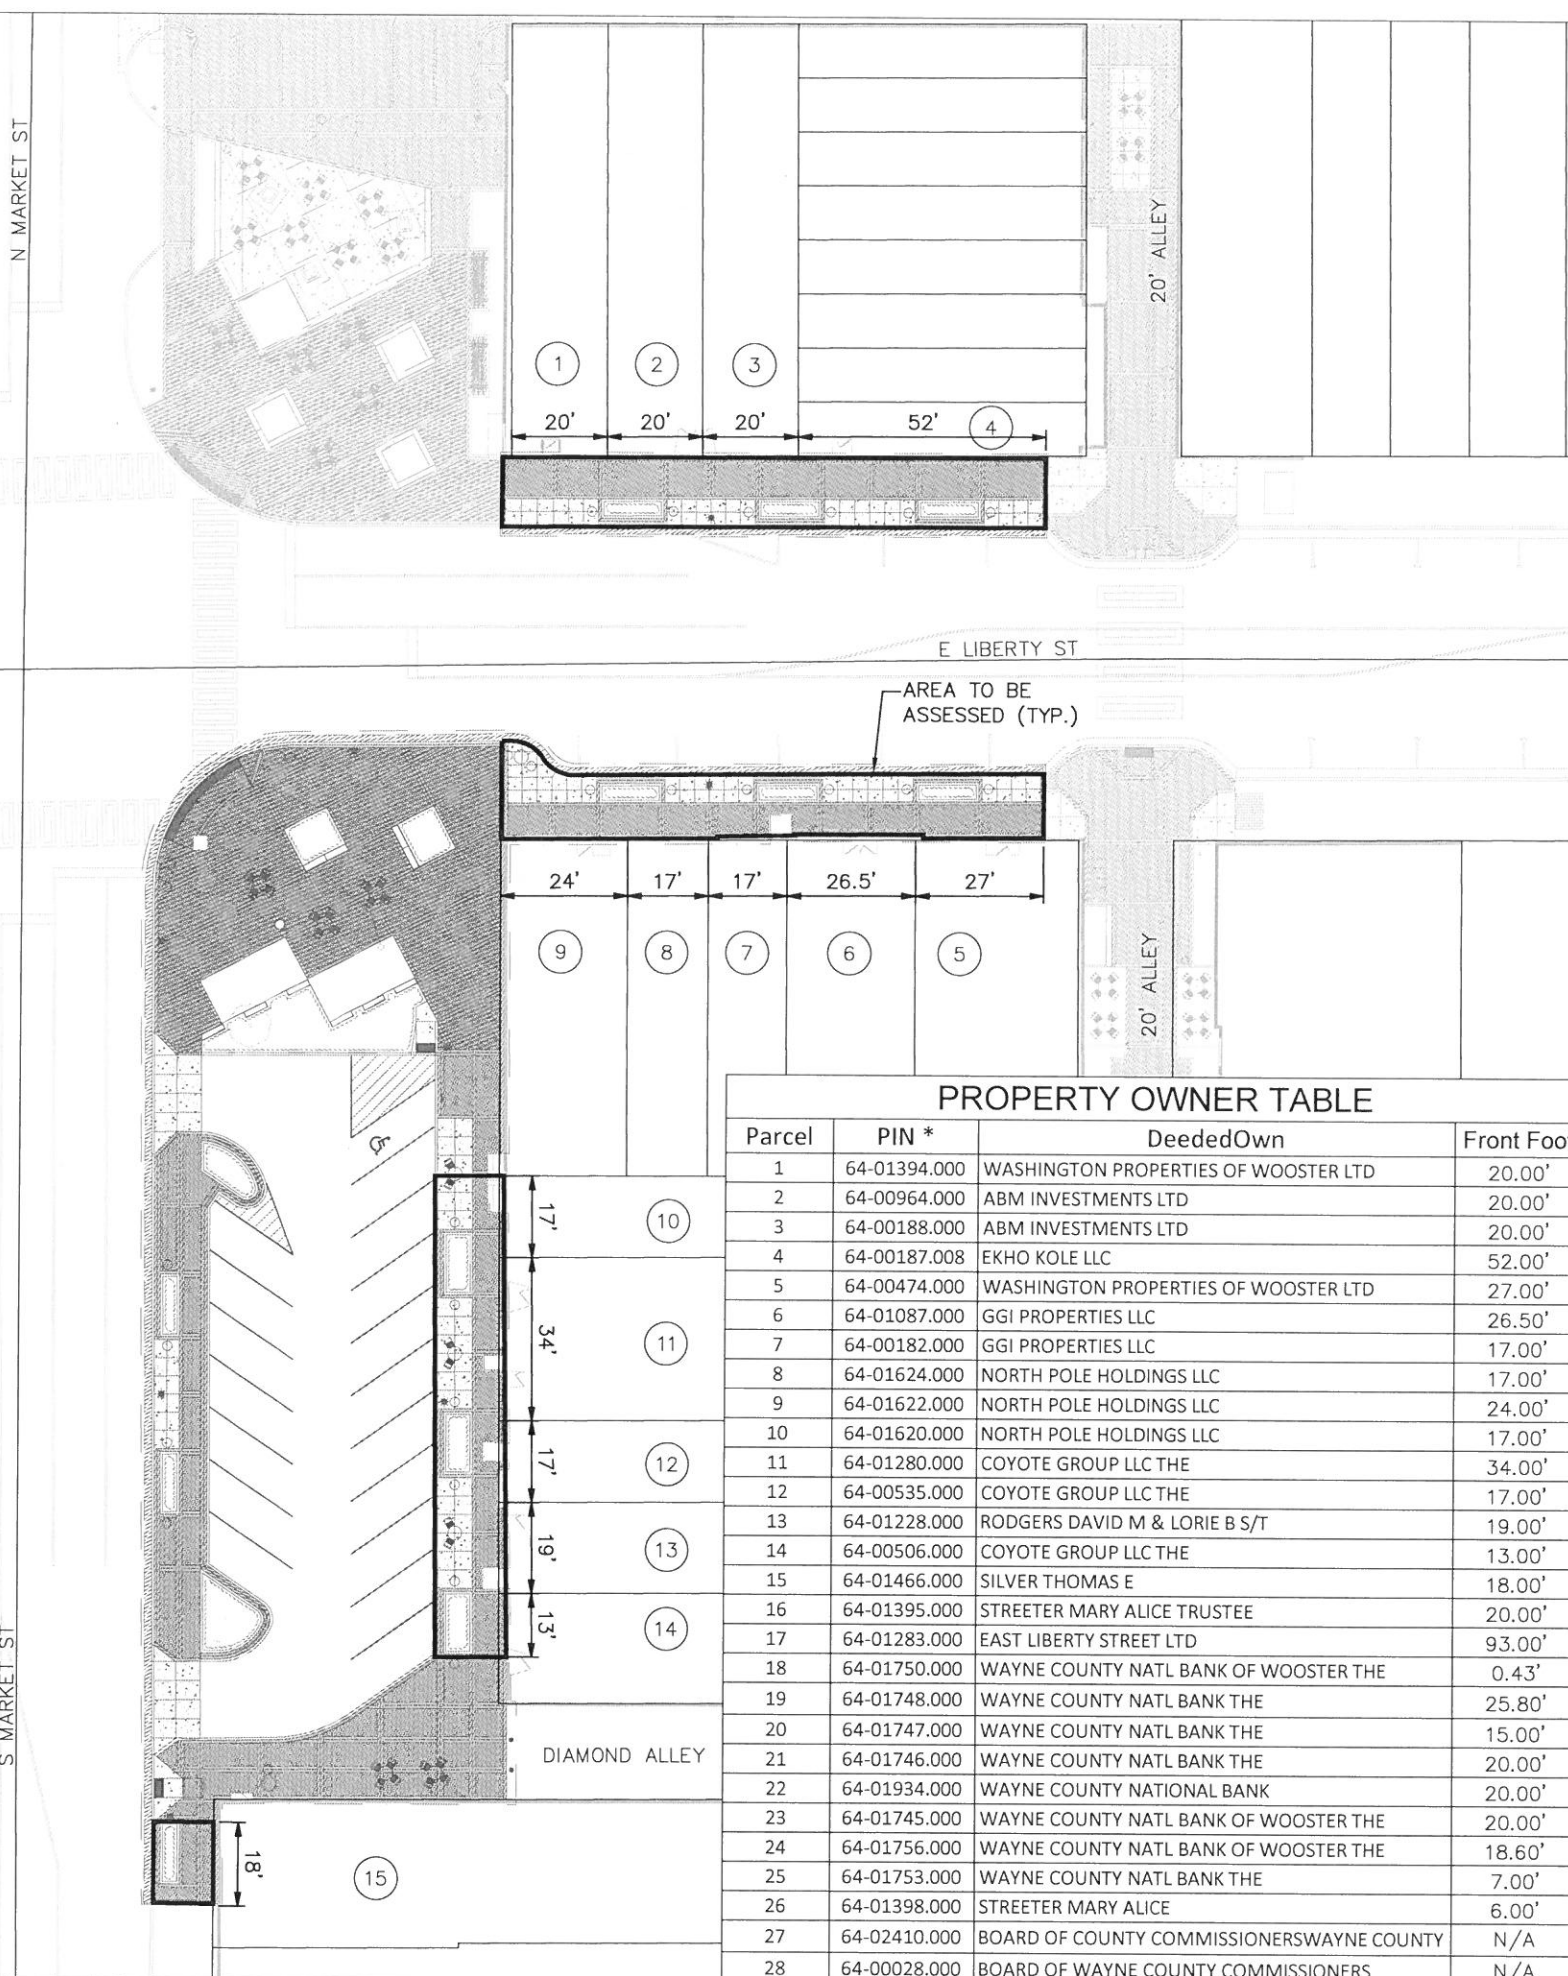 N MARKET ST
20' ALLEY
1 2 3
20' 20' 20' 52' 4
E LIBERTY ST
AREA TO BE
ASSESSED (TYP.)
24' 17' 17' 26.5' 27'
9 8 7 6 5
20' ALLEY
17' 10
34' 11
17' 12
19' 13
13' 14
S MARKET ST
DIAMOND ALLEY
18' 15
PROPERTY OWNER TABLE
Parcel PIN * DeededOwn Front Foo
1 64-01394.000 WASHINGTON PROPERTIES OF WOOSTER LTD 20.00'
2 64-00964.000 ABM INVESTMENTS LTD 20.00'
3 64-00188.000 ABM INVESTMENTS LTD 20.00'
4 64-00187.008 EKHO KOLE LLC 52.00'
5 64-00474.000 WASHINGTON PROPERTIES OF WOOSTER LTD 27.00'
6 64-01087.000 GGI PROPERTIES LLC 26.50'
7 64-00182.000 GGI PROPERTIES LLC 17.00'
8 64-01624.000 NORTH POLE HOLDINGS LLC 17.00'
9 64-01622.000 NORTH POLE HOLDINGS LLC 24.00'
10 64-01620.000 NORTH POLE HOLDINGS LLC 17.00'
11 64-01280.000 COYOTE GROUP LLC THE 34.00'
12 64-00535.000 COYOTE GROUP LLC THE 17.00'
13 64-01228.000 RODGERS DAVID M & LORIE B S/T 19.00'
14 64-00506.000 COYOTE GROUP LLC THE 13.00'
15 64-01466.000 SILVER THOMAS E 18.00'
16 64-01395.000 STREETER MARY ALICE TRUSTEE 20.00'
17 64-01283.000 EAST LIBERTY STREET LTD 93.00'
18 64-01750.000 WAYNE COUNTY NATL BANK OF WOOSTER THE 0.43'
19 64-01748.000 WAYNE COUNTY NATL BANK THE 25.80'
20 64-01747.000 WAYNE COUNTY NATL BANK THE 15.00'
21 64-01746.000 WAYNE COUNTY NATL BANK THE 20.00'
22 64-01934.000 WAYNE COUNTY NATIONAL BANK 20.00'
23 64-01745.000 WAYNE COUNTY NATL BANK OF WOOSTER THE 20.00'
24 64-01756.000 WAYNE COUNTY NATL BANK OF WOOSTER THE 18.60'
25 64-01753.000 WAYNE COUNTY NATL BANK THE 7.00'
26 64-01398.000 STREETER MARY ALICE 6.00'
27 64-02410.000 BOARD OF COUNTY COMMISSIONERSWAYNE COUNTY N/A
28 64-00028.000 BOARD OF WAYNE COUNTY COMMISSIONERS N/A